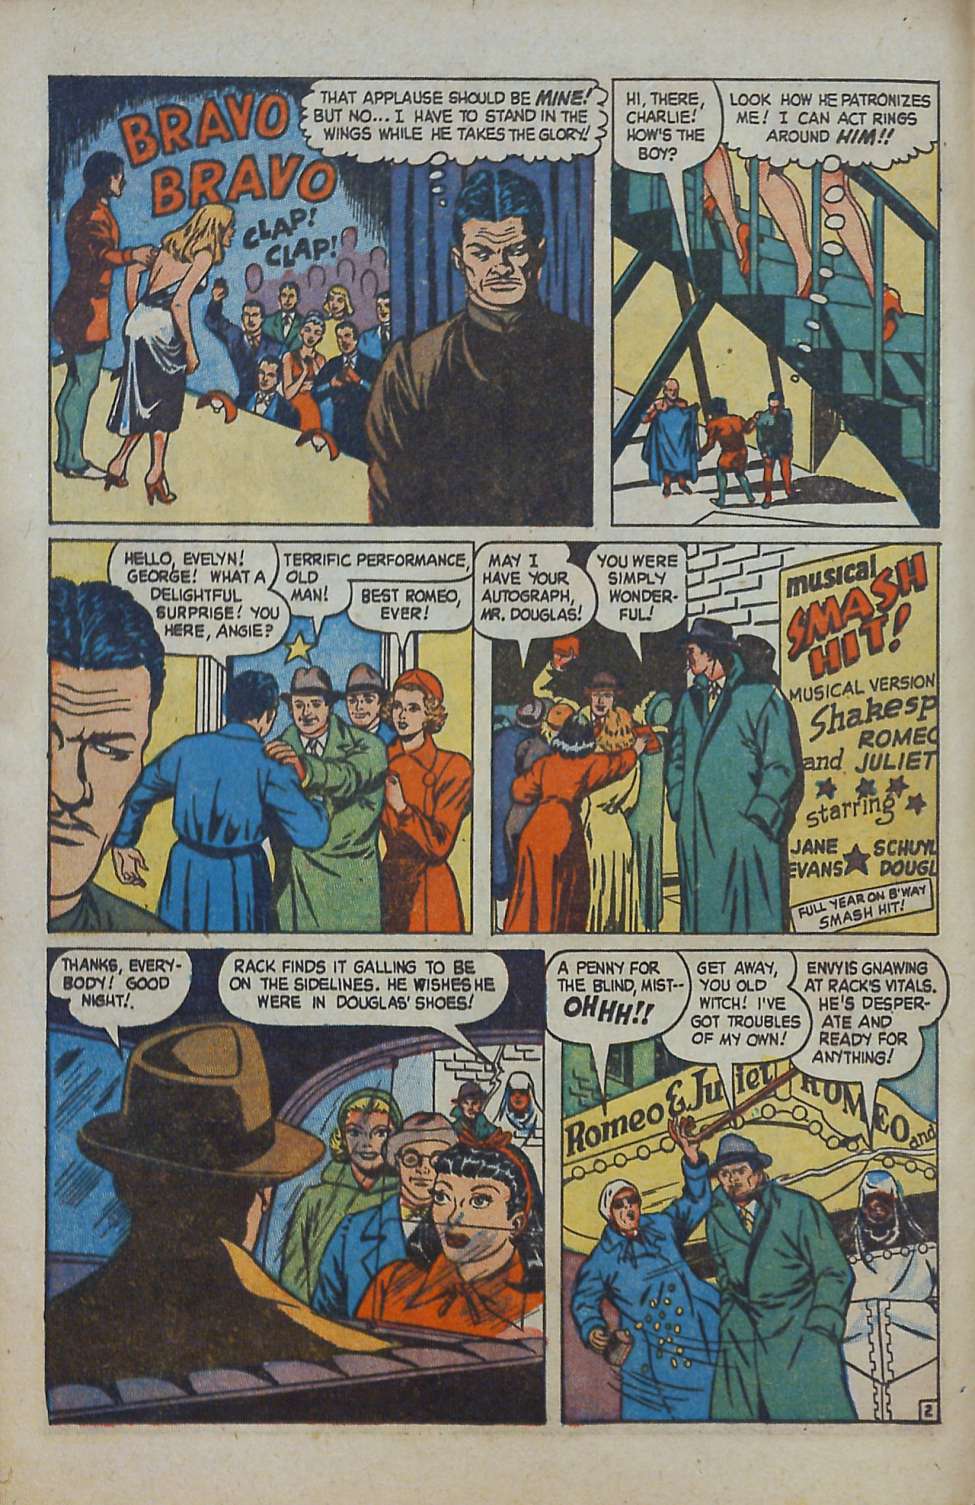 BRAVO
BRAVO
CLAP!
CLAP!
THAT APPLAUSE SHOULD BE MINE!
BUT NO... I HAVE TO STAND IN THE
WINGS WHILE HE TAKES THE GLORY!
HI, THERE,
CHARLIE!
HOW'S THE
BOY?
LOOK HOW HE PATRONIZES
ME! I CAN ACT RINGS
AROUND HIM!!
HELLO, EVELYN!
GEORGE! WHAT A
DELIGHTFUL
SURPRISE! YOU
HERE, ANGIE?
TERRIFIC PERFORMANCE,
OLD
MAN!
BEST ROMEO,
EVER!
MAY I
HAVE YOUR
AUTOGRAPH,
MR. DOUGLAS!
YOU WERE
SIMPLY
WONDER-
FUL!
musical
SMASH
HIT!
MUSICAL VERSION
Shakesp
ROMEO
and JULIET
starring
JANE
EVANS
SCHUYL
DOUGL
FULL YEAR ON B'WAY
SMASH HIT!
THANKS, EVERY-
BODY! GOOD
NIGHT!
RACK FINDS IT GALLING TO BE
ON THE SIDELINES. HE WISHES HE
WERE IN DOUGLAS' SHOES!
A PENNY FOR
THE BLIND, MIST--
OHHH!!
GET AWAY,
YOU OLD
WITCH! I'VE
GOT TROUBLES
OF MY OWN!
ENVY IS GNAWING
AT RACK'S VITALS.
HE'S DESPER-
ATE AND
READY FOR
ANYTHING!
Romeo & Juliet
ROMEO and
2